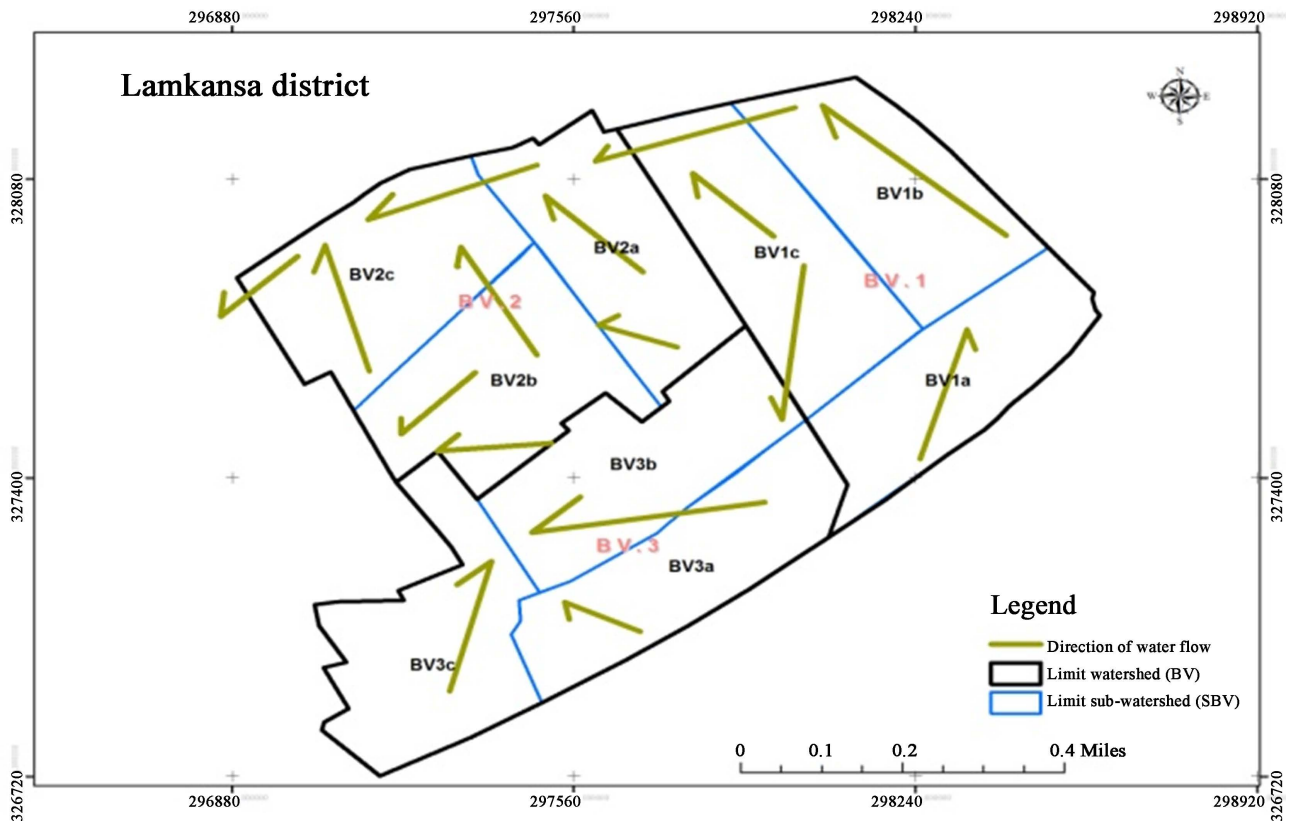 296880 297560 298240 298920
Lamkansa district
N
W E
S
328080 328080
BV1b
BV2a
BV1c
BV2c
BV.1
BV.2
BV2b BV1a
BV3b
327400 327400
BV.3
BV3a
Legend
Direction of water flow
BV3c
Limit watershed (BV)
Limit sub-watershed (SBV)
0 0.1 0.2 0.4 Miles
326720 326720
296880 297560 298240 298920